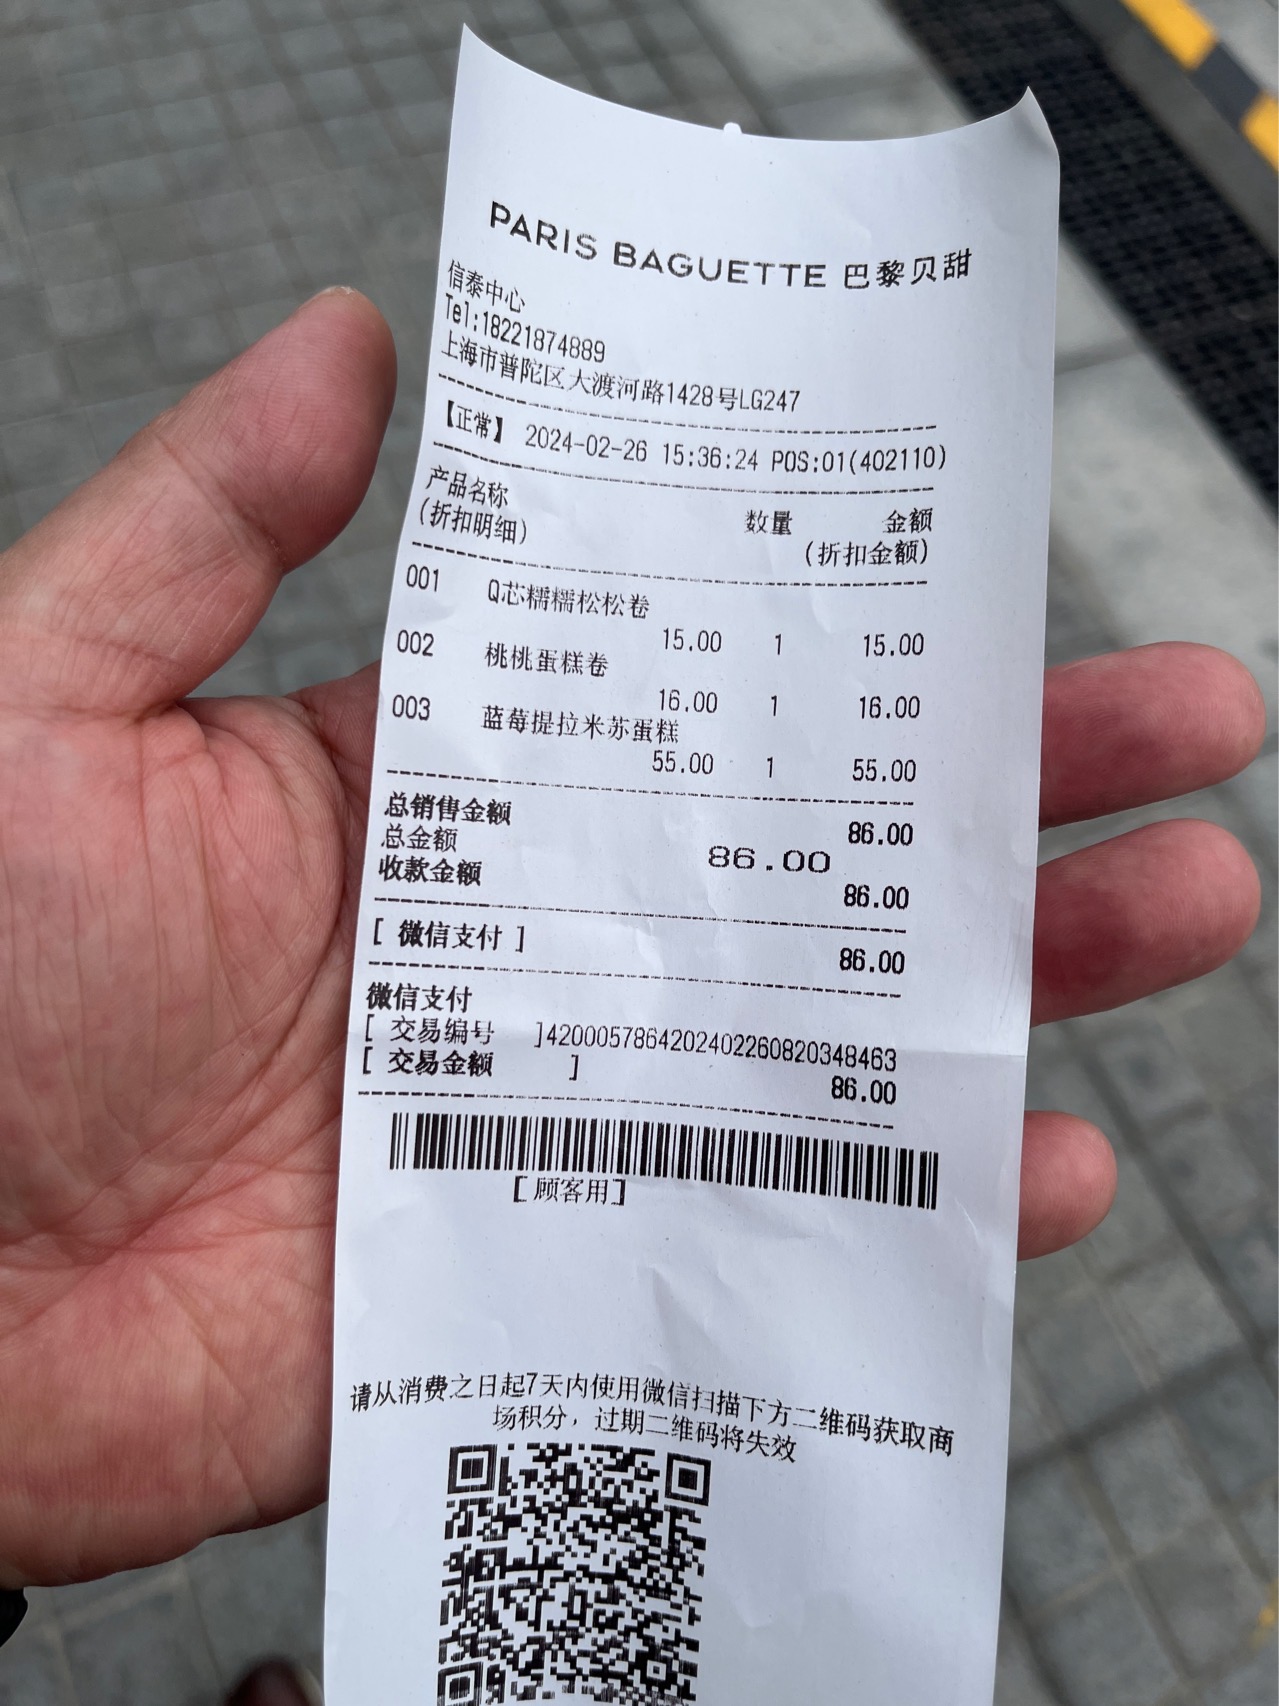 PARIS BAGUETTE 巴黎贝甜
信泰中心
Tel:18221874889
上海市普陀区大渡河路1428号LG247
【正常】 2024-02-26 15:36:24 POS:01(402110)
产品名称 数量 金额
(折扣明细) (折扣金额)
001 Q芯糯糯松松卷
15.00 1 15.00
002 桃桃蛋糕卷
16.00 1 16.00
003 蓝莓提拉米苏蛋糕
55.00 1 55.00
总销售金额 86.00
总金额 86.00
收款金额 86.00
[ 微信支付 ] 86.00
微信支付
[ 交易编号 ]4200057864202402260820348463
[ 交易金额 ] 86.00
[ 顾客用]
请从消费之日起7天内使用微信扫描下方二维码获取商
场积分，过期二维码将失效